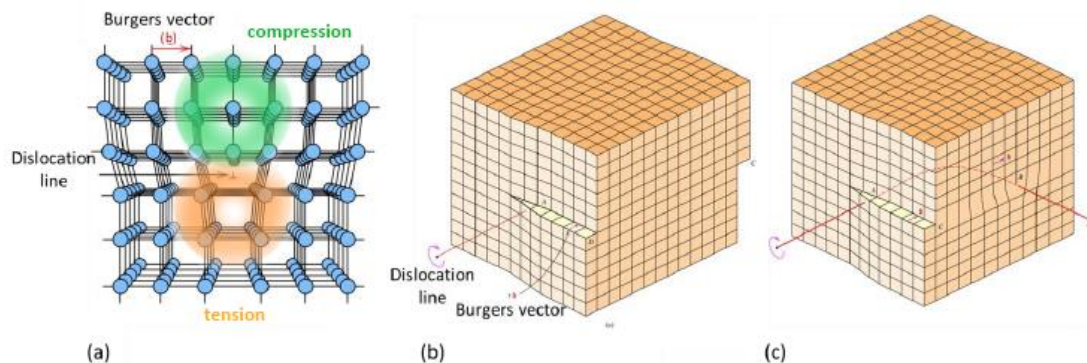 Burgers vector
(b)
compression
Dislocation
line
tension
(a)
Dislocation
line
Burgers vector
(b)
(c)